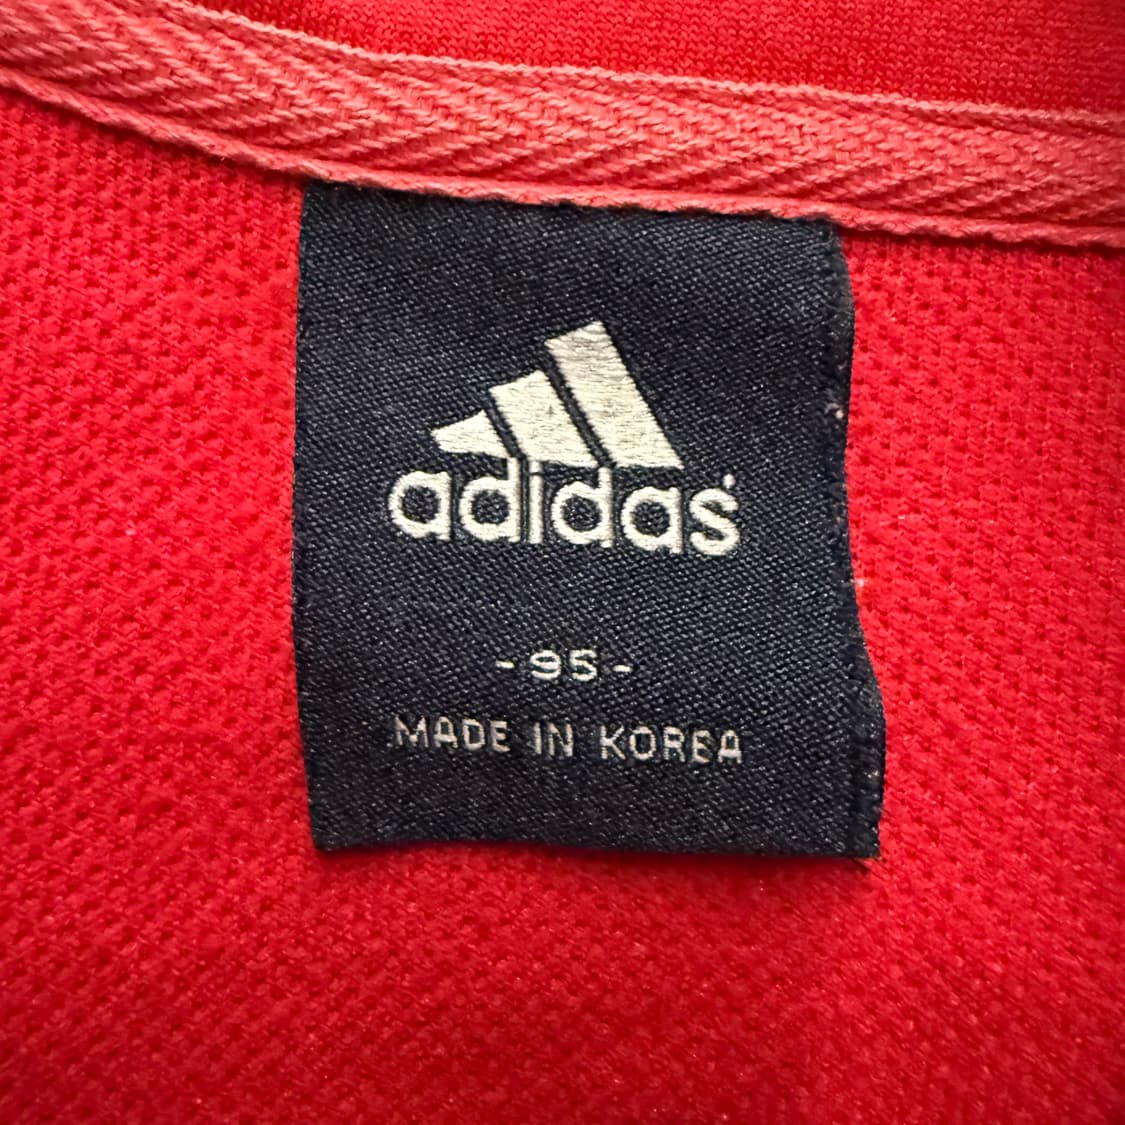 adidas
- 95 -
MADE IN KOREA